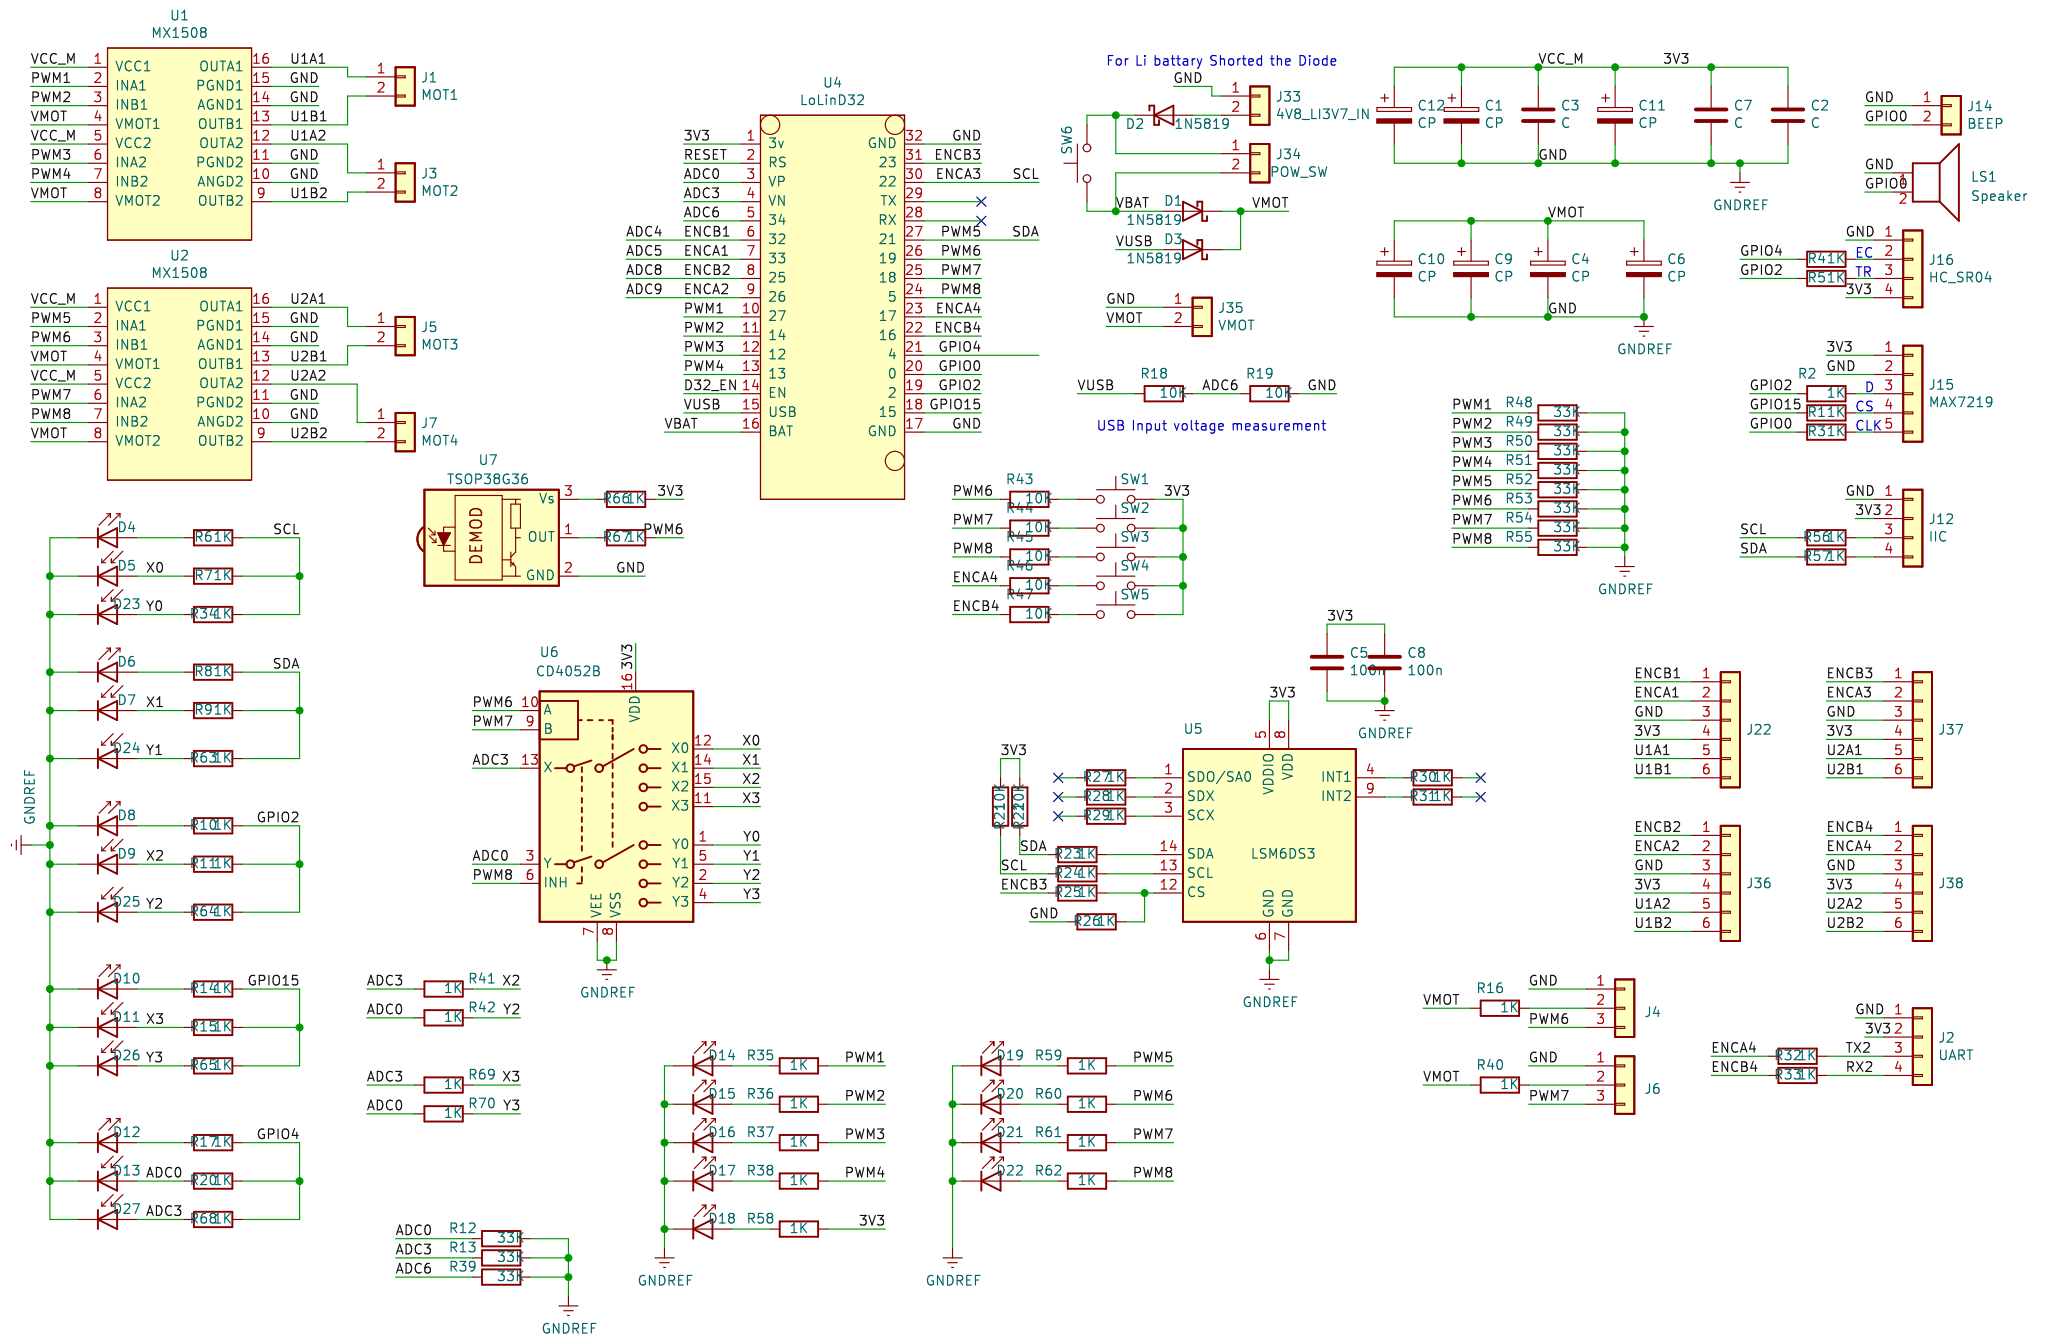 U1
MX1508
VCC_M 1 VCC1 OUTA1 16 U1A1
PWM1 2 INA1 PGND1 15 GND
PWM2 3 INB1 AGND1 14 GND
VMOT 4 VMOT1 OUTB1 13 U1B1
VCC_M 5 VCC2 OUTA2 12 U1A2
PWM3 6 INA2 PGND2 11 GND
PWM4 7 INB2 ANGD2 10 GND
VMOT 8 VMOT2 OUTB2 9 U1B2
1 J1
2 MOT1
1 J3
2 MOT2
U2
MX1508
VCC_M 1 VCC1 OUTA1 16 U2A1
PWM5 2 INA1 PGND1 15 GND
PWM6 3 INB1 AGND1 14 GND
VMOT 4 VMOT1 OUTB1 13 U2B1
VCC_M 5 VCC2 OUTA2 12 U2A2
PWM7 6 INA2 PGND2 11 GND
PWM8 7 INB2 ANGD2 10 GND
VMOT 8 VMOT2 OUTB2 9 U2B2
1 J5
2 MOT3
1 J7
2 MOT4
U4
LoLinD32
3V3 1 3v GND 32 GND
RESET 2 RS 23 31 ENCB3
ADC0 3 VP 22 30 ENCA3 SCL
ADC3 4 VN TX 29
ADC6 5 34 RX 28
ADC4 ENCB1 6 32 21 27 PWM5 SDA
ADC5 ENCA1 7 33 19 26 PWM6
ADC8 ENCB2 8 25 18 25 PWM7
ADC9 ENCA2 9 26 5 24 PWM8
PWM1 10 27 17 23 ENCA4
PWM2 11 14 16 22 ENCB4
PWM3 12 12 4 21 GPIO4
PWM4 13 13 0 20 GPIO0
D32_EN 14 EN 2 19 GPIO2
VUSB 15 USB 15 18 GPIO15
VBAT 16 BAT GND 17 GND
For Li battary Shorted the Diode
GND 1 J33
2 4V8_LI3V7_IN
D2 1N5819
SW6
1 J34
2 POW_SW
VBAT D1 VMOT
1N5819
VUSB D3
1N5819
GND 1 J35
VMOT 2 VMOT
VUSB R18 10K ADC6 R19 10K GND
USB Input voltage measurement
VCC_M 3V3
C12 CP
C1 CP
C3 C
C11 CP
C7 C
C2 C
GND
GNDREF
VMOT
C10 CP
C9 CP
C4 CP
C6 CP
GND
GNDREF
GND 1 J14
GPIO0 2 BEEP
GND 1 LS1
GPIO0 2 Speaker
GND 1
GPIO4 R4 1K EC 2 J16
GPIO2 R5 1K TR 3 HC_SR04
3V3 4
3V3 1
GND 2
GPIO2 R2 1K D 3 J15
GPIO15 R1 1K CS 4 MAX7219
GPIO0 R3 1K CLK 5
GND 1
3V3 2 J12
SCL R56 1K 3 IIC
SDA R57 1K 4
PWM1 R48 33K
PWM2 R49 33K
PWM3 R50 33K
PWM4 R51 33K
PWM5 R52 33K
PWM6 R53 33K
PWM7 R54 33K
PWM8 R55 33K
GNDREF
U7
TSOP38G36
DEMOD
Vs 3 R66 1K 3V3
OUT 1 R67 1K PWM6
GND 2 GND
PWM6 R43 10K SW1 3V3
PWM7 R44 10K SW2
PWM8 R45 10K SW3
ENCA4 R46 10K SW4
ENCB4 R47 10K SW5
D4 R6 1K SCL
D5 X0 R7 1K
D23 Y0 R34 1K
D6 R8 1K SDA
D7 X1 R9 1K
D24 Y1 R63 1K
GNDREF
D8 R10 1K GPIO2
D9 X2 R11 1K
D25 Y2 R64 1K
D10 R14 1K GPIO15
D11 X3 R15 1K
D26 Y3 R65 1K
D12 R17 1K GPIO4
D13 ADC0 R20 1K
D27 ADC3 R68 1K
U6
CD4052B
3V3 16 VDD
PWM6 10 A
PWM7 9 B
ADC3 13 X
ADC0 3 Y
PWM8 6 INH
X0 12 X0
X1 14 X1
X2 15 X2
X3 11 X3
Y0 1 Y0
Y1 5 Y1
Y2 2 Y2
Y3 4 Y3
VEE 7
VSS 8
GNDREF
ADC3 R41 1K X2
ADC0 R42 1K Y2
ADC3 R69 1K X3
ADC0 R70 1K Y3
ADC0 R12 33K
ADC3 R13 33K
ADC6 R39 33K
GNDREF
D14 R35 1K PWM1
D15 R36 1K PWM2
D16 R37 1K PWM3
D17 R38 1K PWM4
D18 R58 1K 3V3
GNDREF
D19 R59 1K PWM5
D20 R60 1K PWM6
D21 R61 1K PWM7
D22 R62 1K PWM8
GNDREF
3V3
C5 100n
C8 100n
GNDREF
U5
LSM6DS3
3V3
5 VDDIO
8 VDD
3V3
R21 10K
R22 10K
R27 1K 1 SDO/SA0
R28 1K 2 SDX
R29 1K 3 SCX
SDA R23 1K 14 SDA
SCL R24 1K 13 SCL
ENCB3 R25 1K 12 CS
GND R26 1K
INT1 4 R30 1K
INT2 9 R31 1K
GND 6
GND 7
GNDREF
ENCB1 1
ENCA1 2
GND 3 J22
3V3 4
U1A1 5
U1B1 6
ENCB3 1
ENCA3 2
GND 3 J37
3V3 4
U2A1 5
U2B1 6
ENCB2 1
ENCA2 2
GND 3 J36
3V3 4
U1A2 5
U1B2 6
ENCB4 1
ENCA4 2
GND 3 J38
3V3 4
U2A2 5
U2B2 6
GND 1
VMOT R16 1K 2 J4
PWM6 3
GND 1
VMOT R40 1K 2 J6
PWM7 3
GND 1
3V3 2 J2
ENCA4 R32 1K TX2 3 UART
ENCB4 R33 1K RX2 4